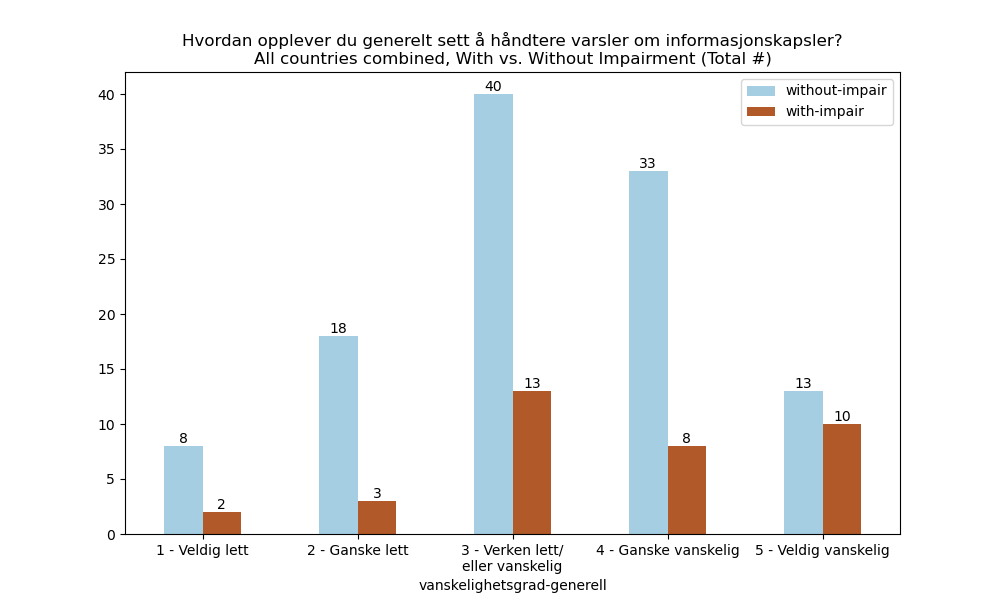 Hvordan opplever du generelt sett å håndtere varsler om informasjonskapsler?
All countries combined, With vs. Without Impairment (Total #)
without-impair
with-impair
40
35
30
25
20
15
10
5
0
8
2
18
3
40
13
33
8
13
10
1 - Veldig lett
2 - Ganske lett
3 - Verken lett/
eller vanskelig
4 - Ganske vanskelig
5 - Veldig vanskelig
vanskelighetsgrad-generell